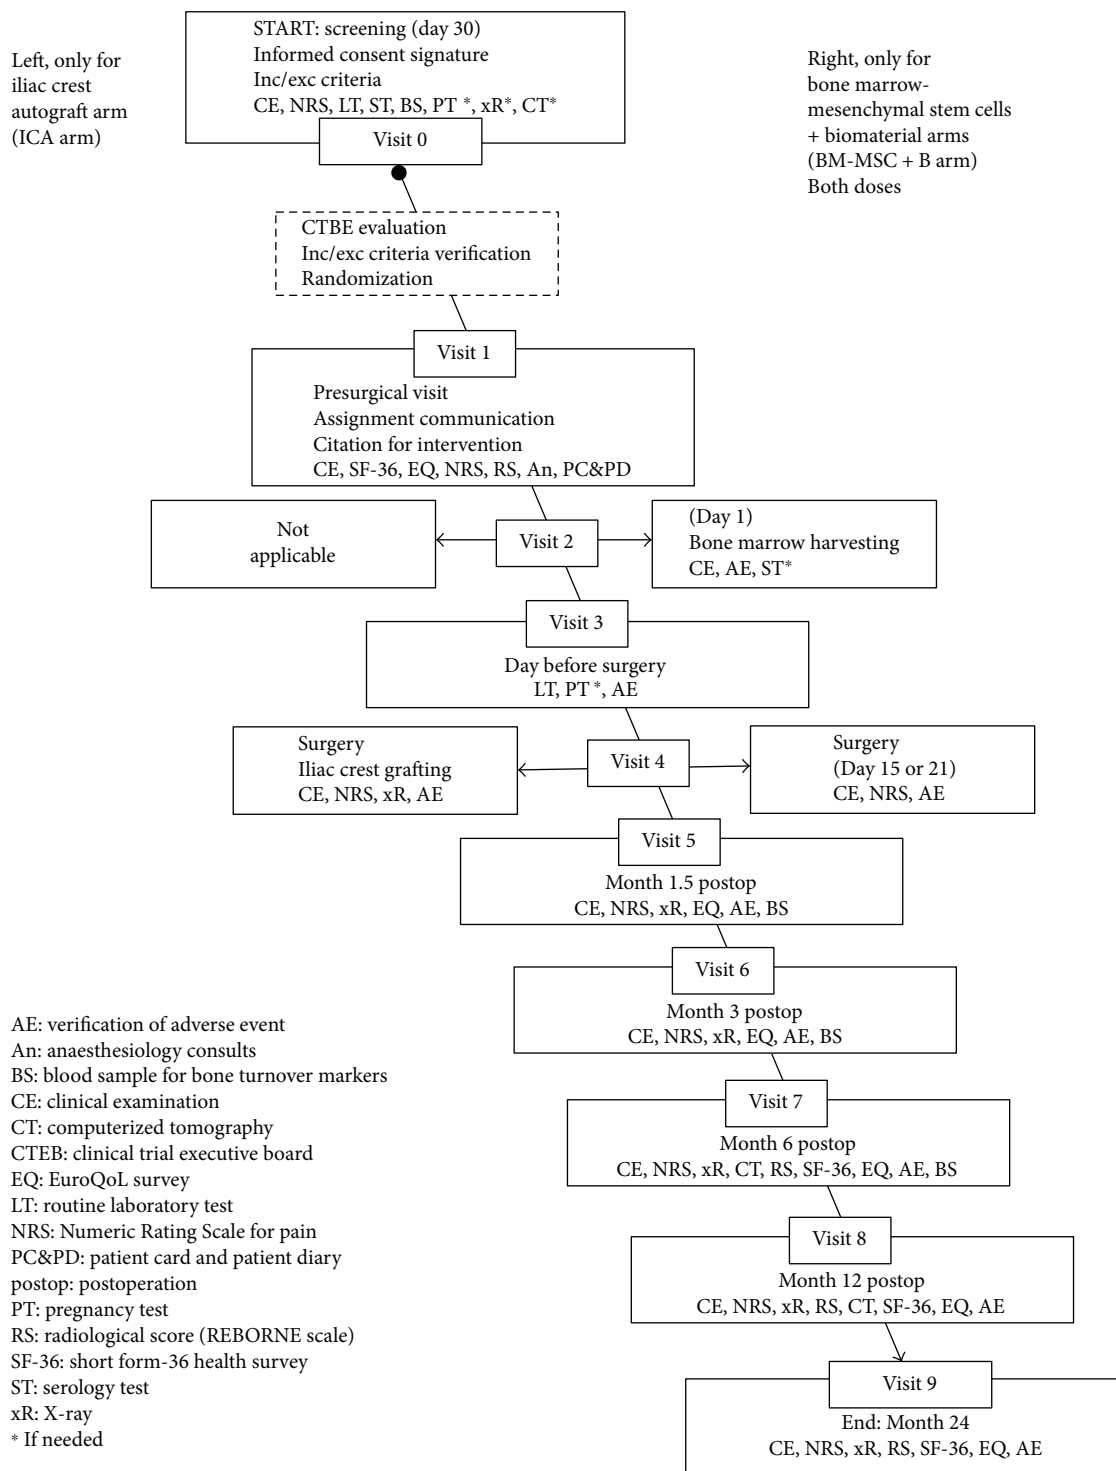 START: screening (day 30)
Informed consent signature
Inc/exc criteria
CE, NRS, LT, ST, BS, PT *, xR*, CT*
Visit 0
Left, only for
iliac crest
autograft arm
(ICA arm)
Right, only for
bone marrow-
mesenchymal stem cells
+ biomaterial arms
(BM-MSC + B arm)
Both doses
CTBE evaluation
Inc/exc criteria verification
Randomization
Visit 1
Presurgical visit
Assignment communication
Citation for intervention
CE, SF-36, EQ, NRS, RS, An, PC&PD
Not
applicable
Visit 2
(Day 1)
Bone marrow harvesting
CE, AE, ST*
Visit 3
Day before surgery
LT, PT *, AE
Surgery
Iliac crest grafting
CE, NRS, xR, AE
Visit 4
Surgery
(Day 15 or 21)
CE, NRS, AE
Visit 5
Month 1.5 postop
CE, NRS, xR, EQ, AE, BS
Visit 6
Month 3 postop
CE, NRS, xR, EQ, AE, BS
Visit 7
Month 6 postop
CE, NRS, xR, CT, RS, SF-36, EQ, AE, BS
Visit 8
Month 12 postop
CE, NRS, xR, RS, CT, SF-36, EQ, AE
Visit 9
End: Month 24
CE, NRS, xR, RS, SF-36, EQ, AE
AE: verification of adverse event
An: anaesthesiology consults
BS: blood sample for bone turnover markers
CE: clinical examination
CT: computerized tomography
CTEB: clinical trial executive board
EQ: EuroQoL survey
LT: routine laboratory test
NRS: Numeric Rating Scale for pain
PC&PD: patient card and patient diary
postop: postoperation
PT: pregnancy test
RS: radiological score (REBORNE scale)
SF-36: short form-36 health survey
ST: serology test
xR: X-ray
* If needed